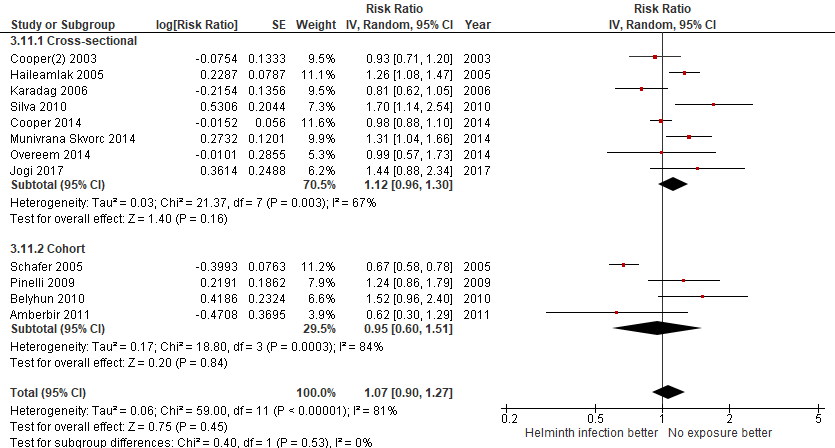 Risk Ratio Risk Ratio
Study or Subgroup log[Risk Ratio] SE Weight IV, Random, 95% CI Year IV, Random, 95% CI
3.11.1 Cross-sectional
Cooper(2) 2003 -0.0754 0.1333 9.5% 0.93 [0.71, 1.20] 2003
Haileamlak 2005 0.2287 0.0787 11.1% 1.26 [1.08, 1.47] 2005
Karadag 2006 -0.2154 0.1356 9.5% 0.81 [0.62, 1.05] 2006
Silva 2010 0.5306 0.2044 7.3% 1.70 [1.14, 2.54] 2010
Cooper 2014 -0.0152 0.056 11.6% 0.98 [0.88, 1.10] 2014
Munivrana Skvorc 2014 0.2732 0.1201 9.9% 1.31 [1.04, 1.66] 2014
Overeem 2014 -0.0101 0.2855 5.3% 0.99 [0.57, 1.73] 2014
Jogi 2017 0.3614 0.2488 6.2% 1.44 [0.88, 2.34] 2017
Subtotal (95% CI) 70.5% 1.12 [0.96, 1.30]
Heterogeneity: Tau² = 0.03; Chi² = 21.37, df = 7 (P = 0.003); I² = 67%
Test for overall effect: Z = 1.40 (P = 0.16)
3.11.2 Cohort
Schafer 2005 -0.3993 0.0763 11.2% 0.67 [0.58, 0.78] 2005
Pinelli 2009 0.2191 0.1862 7.9% 1.24 [0.86, 1.79] 2009
Belyhun 2010 0.4186 0.2324 6.6% 1.52 [0.96, 2.40] 2010
Amberbir 2011 -0.4708 0.3695 3.9% 0.62 [0.30, 1.29] 2011
Subtotal (95% CI) 29.5% 0.95 [0.60, 1.51]
Heterogeneity: Tau² = 0.17; Chi² = 18.80, df = 3 (P = 0.0003); I² = 84%
Test for overall effect: Z = 0.20 (P = 0.84)
Total (95% CI) 100.0% 1.07 [0.90, 1.27]
Heterogeneity: Tau² = 0.06; Chi² = 59.00, df = 11 (P < 0.00001); I² = 81%
Test for overall effect: Z = 0.75 (P = 0.45)
Test for subgroup differences: Chi² = 0.40, df = 1 (P = 0.53), I² = 0%
0.2 0.5 1 2 5
Helminth infection better No exposure better